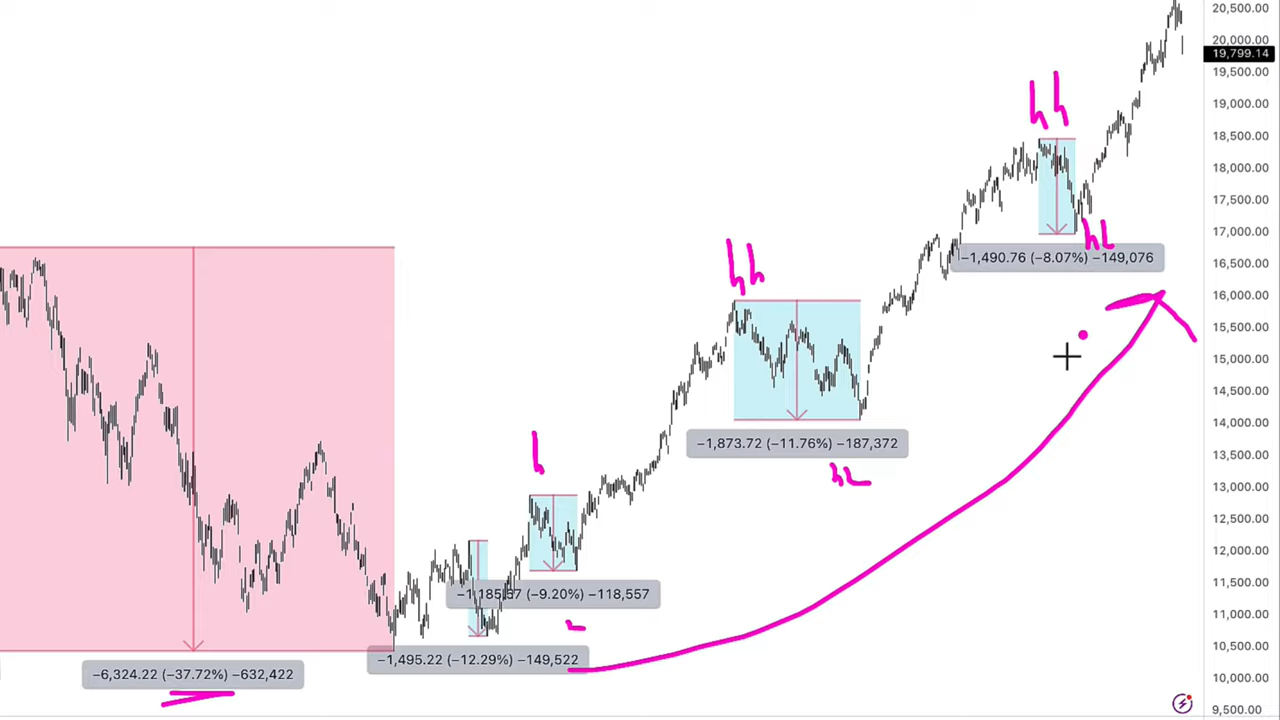 20,500.00
20,000.00
19,799.14
19,500.00
19,000.00
hh
18,500.00
18,000.00
17,500.00
17,000.00
hL
−1,490.76 (−8.07%) −149,076
16,500.00
hh
16,000.00
15,500.00
15,000.00
14,500.00
14,000.00
−1,873.72 (−11.76%) −187,372
13,500.00
h
hL
13,000.00
12,500.00
12,000.00
11,500.00
−1,185.57 (−9.20%) −118,557
11,000.00
10,500.00
−1,495.22 (−12.29%) −149,522
−6,324.22 (−37.72%) −632,422
10,000.00
9,500.00